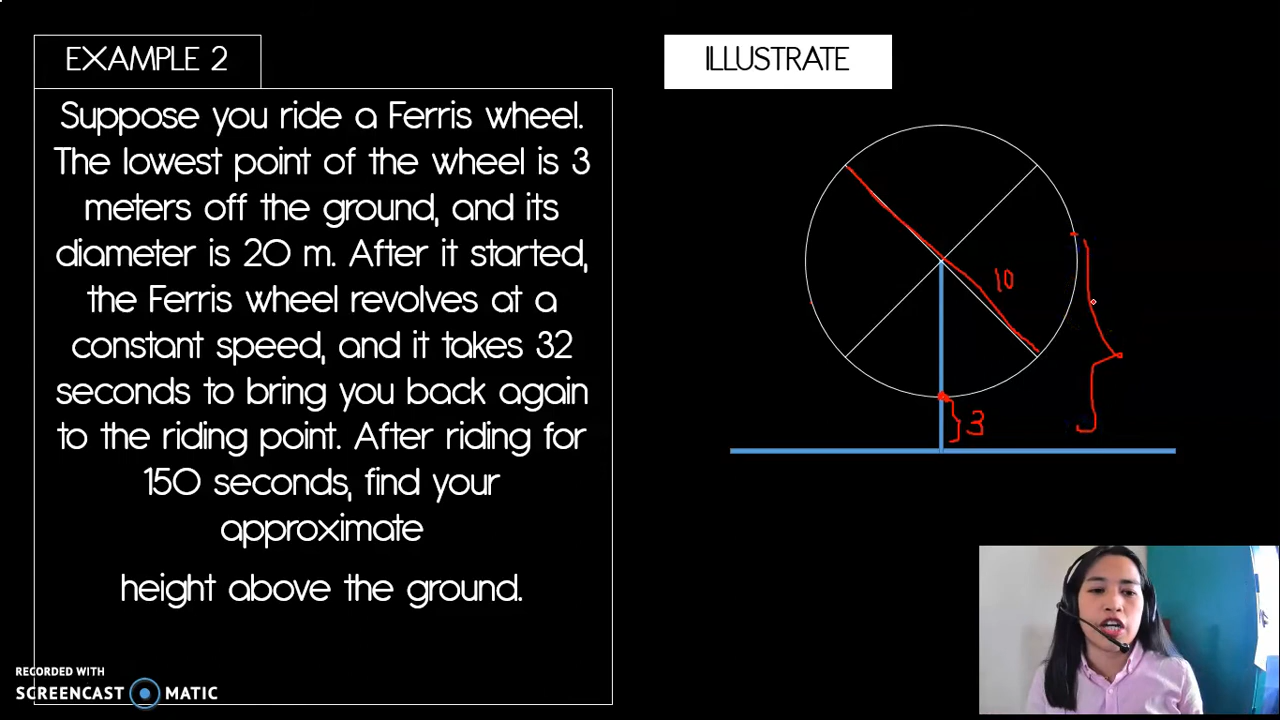 EXAMPLE 2
Suppose you ride a Ferris wheel.
The lowest point of the wheel is 3
meters off the ground, and its
diameter is 20 m. After it started,
the Ferris wheel revolves at a
constant speed, and it takes 32
seconds to bring you back again
to the riding point. After riding for
150 seconds, find your
approximate
height above the ground.
ILLUSTRATE
10
3
RECORDED WITH
SCREENCAST MATIC